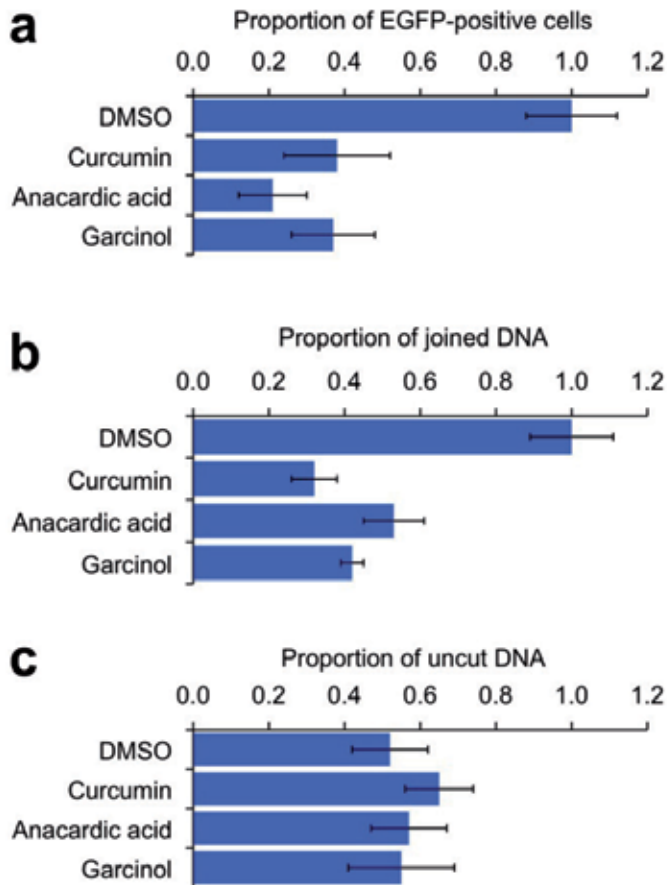 a
Proportion of EGFP-positive cells
0.0 0.2 0.4 0.6 0.8 1.0 1.2
DMSO
Curcumin
Anacardic acid
Garcinol
b
Proportion of joined DNA
0.0 0.2 0.4 0.6 0.8 1.0 1.2
DMSO
Curcumin
Anacardic acid
Garcinol
c
Proportion of uncut DNA
0.0 0.2 0.4 0.6 0.8 1.0 1.2
DMSO
Curcumin
Anacardic acid
Garcinol